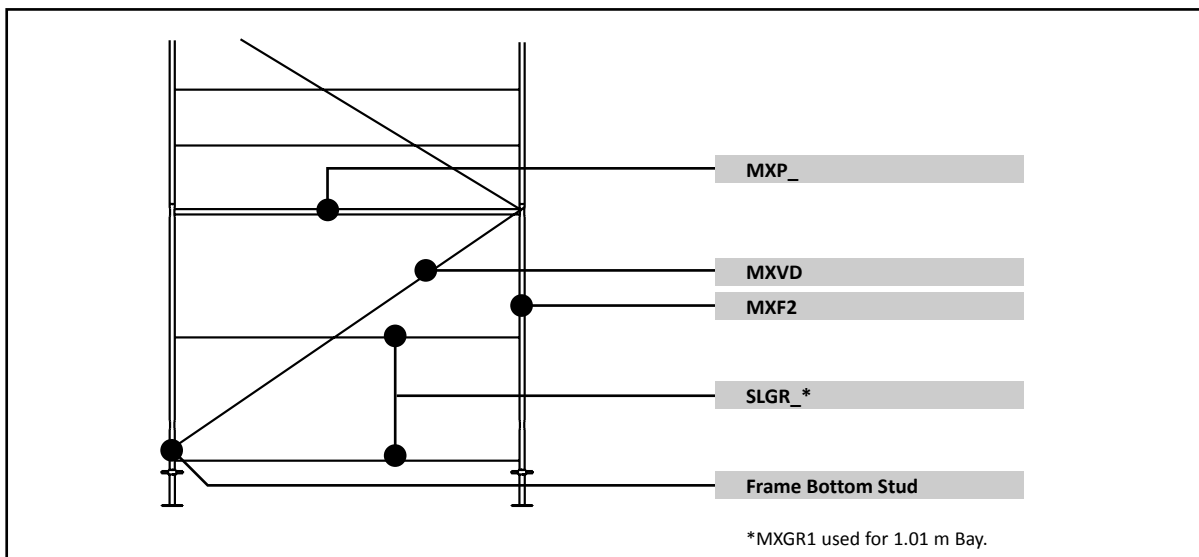 MXP_
MXVD
MXF2
SLGR_*
Frame Bottom Stud
*MXGR1 used for 1.01 m Bay.